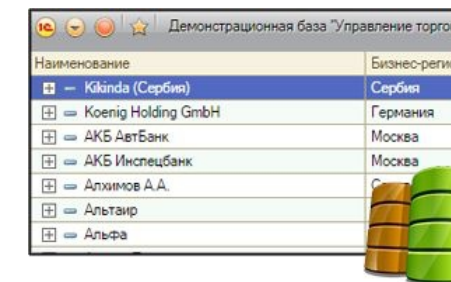 1С Демонстрационная база "Управление торго
Наименование Бизнес-реги
Kikinda (Сербия) Сербия
Koenig Holding GmbH Германия
АКБ АвтБанк Москва
АКБ Инспецбанк Москва
Алхимов А.А.
Альтаир
Альфа